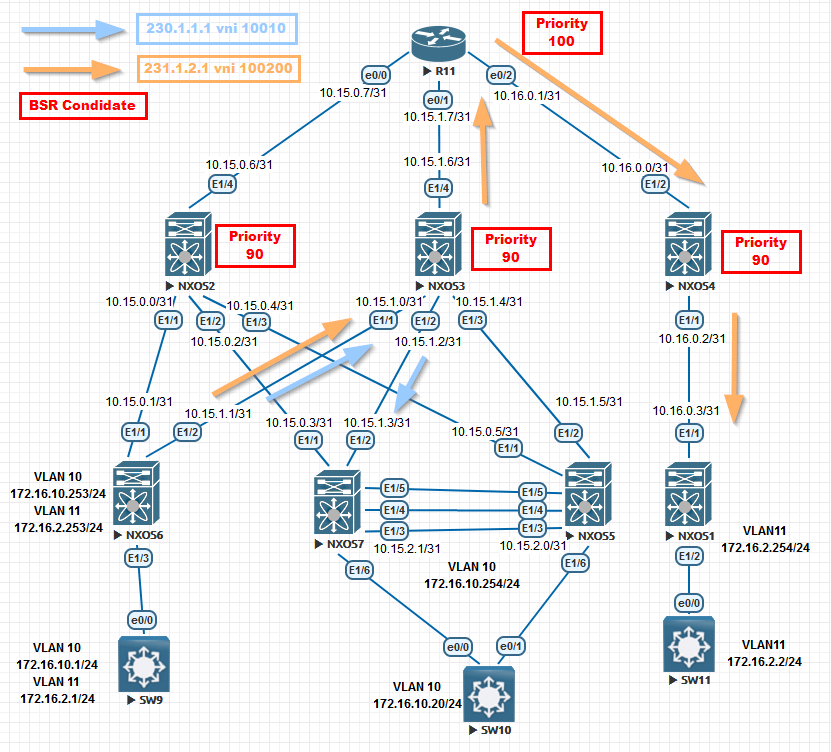 230.1.1.1 vni 10010
231.1.2.1 vni 100200
BSR Condidate
Priority
100
R11
e0/0
e0/1
e0/2
10.15.0.7/31
10.15.1.7/31
10.16.0.1/31
10.15.0.6/31
10.15.1.6/31
10.16.0.0/31
E1/4
E1/4
E1/2
Priority
90
Priority
90
Priority
90
NXOS2
NXOS3
NXOS4
10.15.0.0/31
10.15.0.4/31
10.15.1.0/31
10.15.1.4/31
E1/1
E1/2
E1/3
E1/1
E1/2
E1/3
E1/1
10.15.0.2/31
10.15.1.2/31
10.16.0.2/31
10.15.0.1/31
10.15.1.1/31
10.15.0.3/31
10.15.1.3/31
10.15.0.5/31
10.15.1.5/31
10.16.0.3/31
E1/1
E1/2
E1/1
E1/2
E1/1
E1/2
E1/1
VLAN 10
172.16.10.253/24
VLAN 11
172.16.2.253/24
NXOS6
E1/5
E1/4
E1/3
E1/5
E1/4
E1/3
NXOS7
10.15.2.1/31
10.15.2.0/31
NXOS5
NXOS1
VLAN11
172.16.2.254/24
E1/3
E1/6
VLAN 10
172.16.10.254/24
E1/6
E1/2
e0/0
e0/0
e0/1
e0/0
VLAN 10
172.16.10.1/24
VLAN 11
172.16.2.1/24
SW9
VLAN 10
172.16.10.20/24
SW10
SW11
VLAN11
172.16.2.2/24